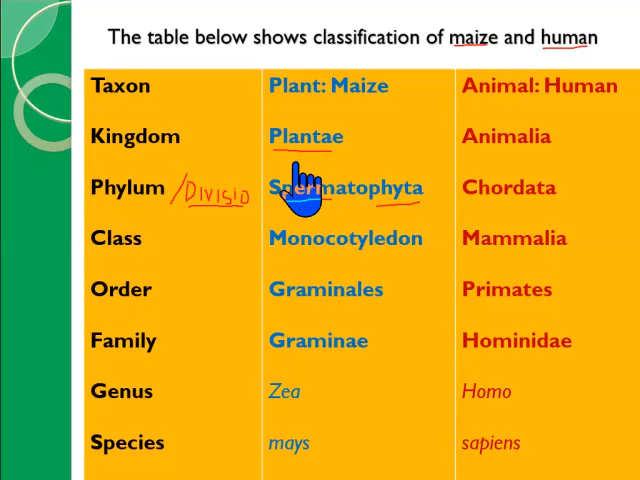 The table below shows classification of maize and human
Taxon Plant: Maize Animal: Human
Kingdom Plantae Animalia
Phylum /Divisio Spermatophyta Chordata
Class Monocotyledon Mammalia
Order Graminales Primates
Family Graminae Hominidae
Genus Zea Homo
Species mays sapiens